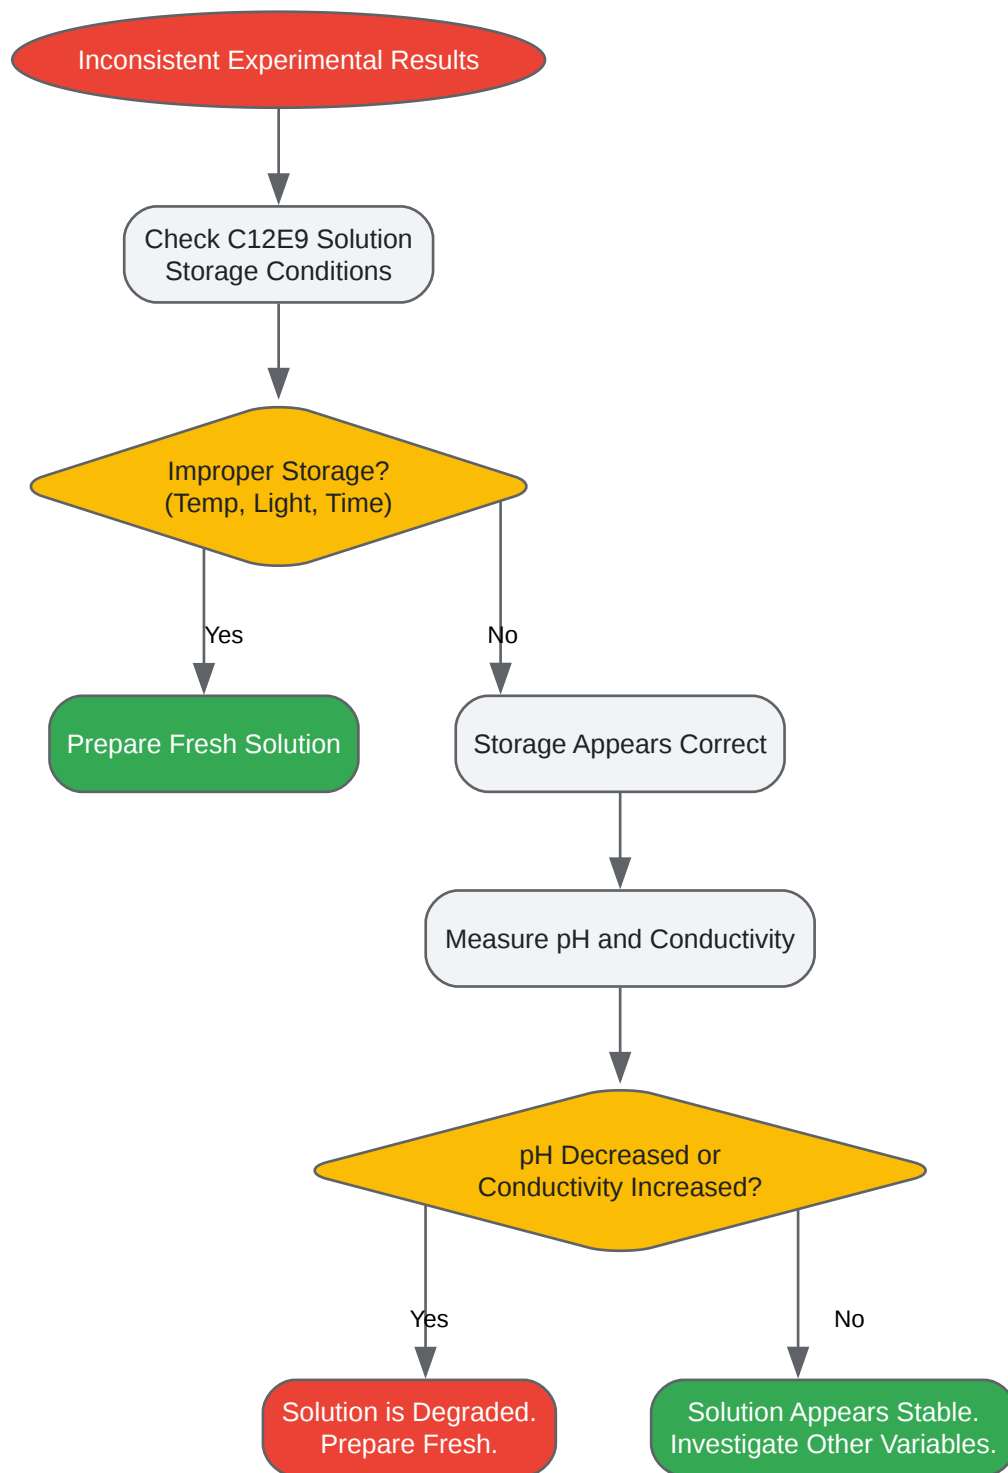 Inconsistent Experimental Results
Check C12E9 Solution
Storage Conditions
Improper Storage?
(Temp, Light, Time)
Yes
No
Prepare Fresh Solution
Storage Appears Correct
Measure pH and Conductivity
pH Decreased or
Conductivity Increased?
Yes
No
Solution is Degraded.
Prepare Fresh.
Solution Appears Stable.
Investigate Other Variables.